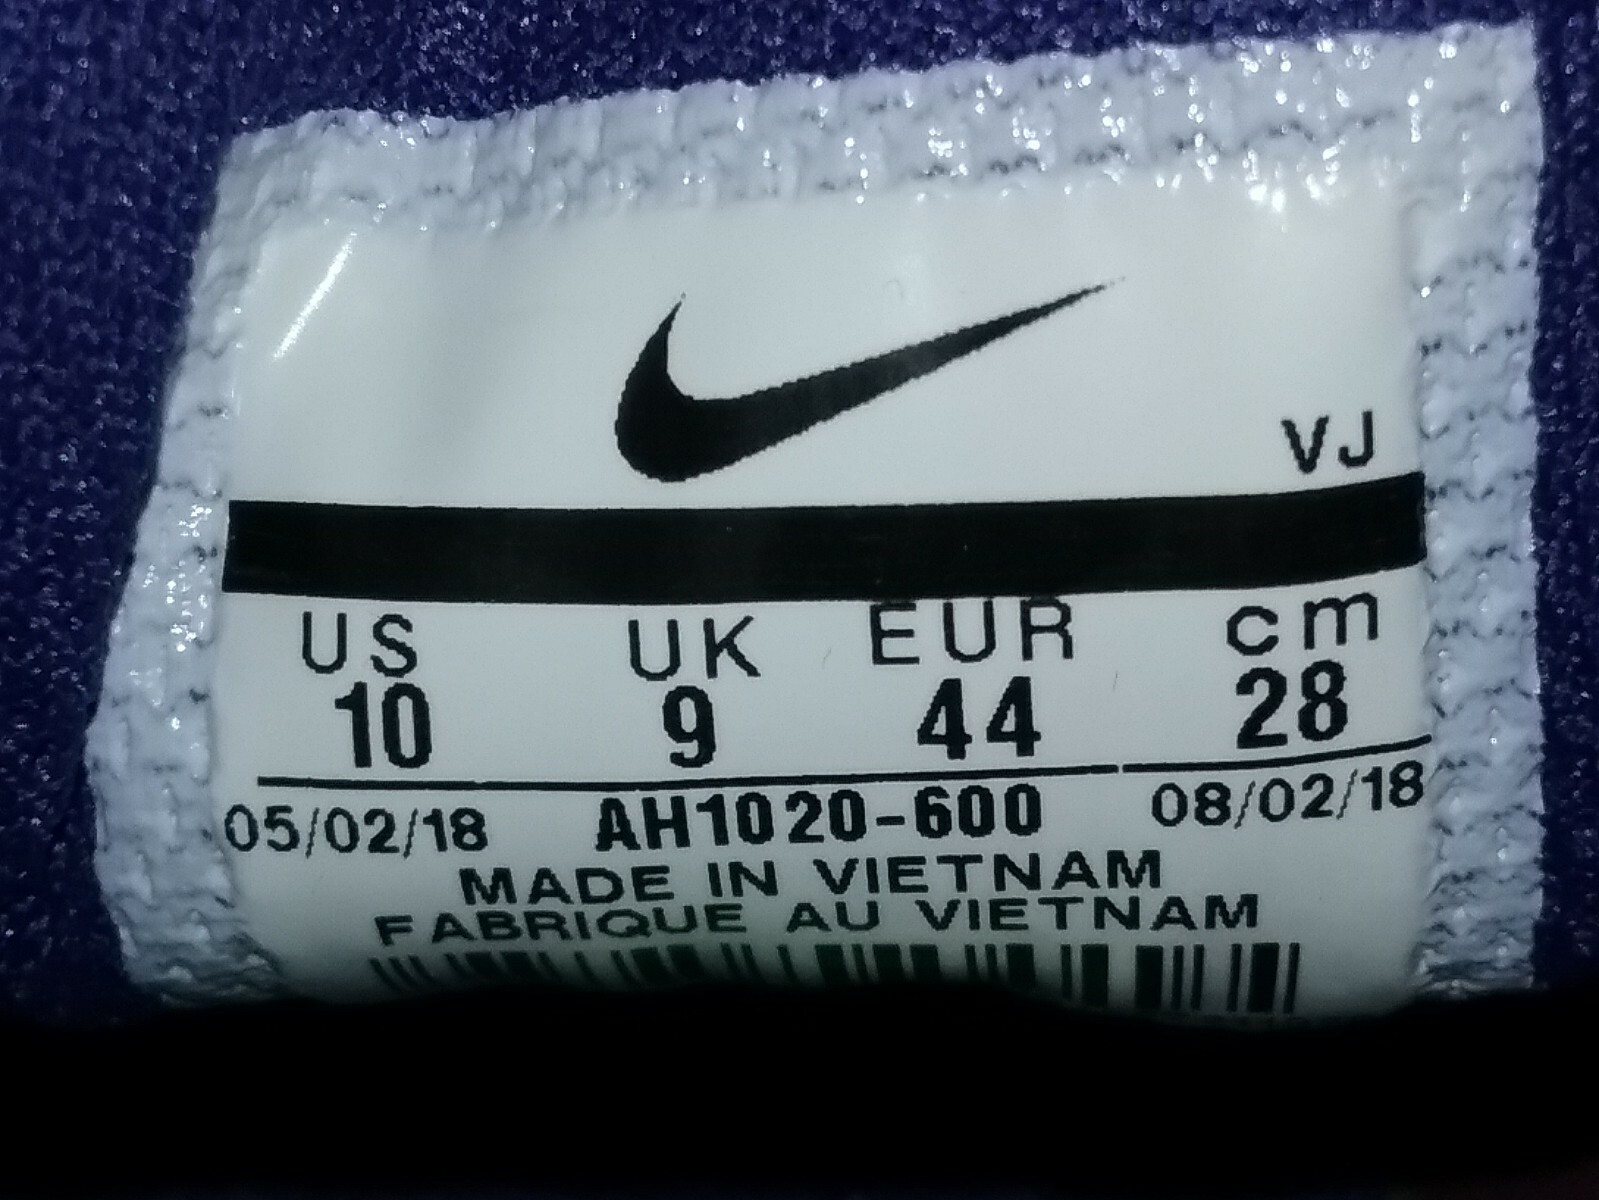 VJ
US UK EUR cm
10 9 44 28
05/02/18 AH1020-600 08/02/18
MADE IN VIETNAM
FABRIQUE AU VIETNAM